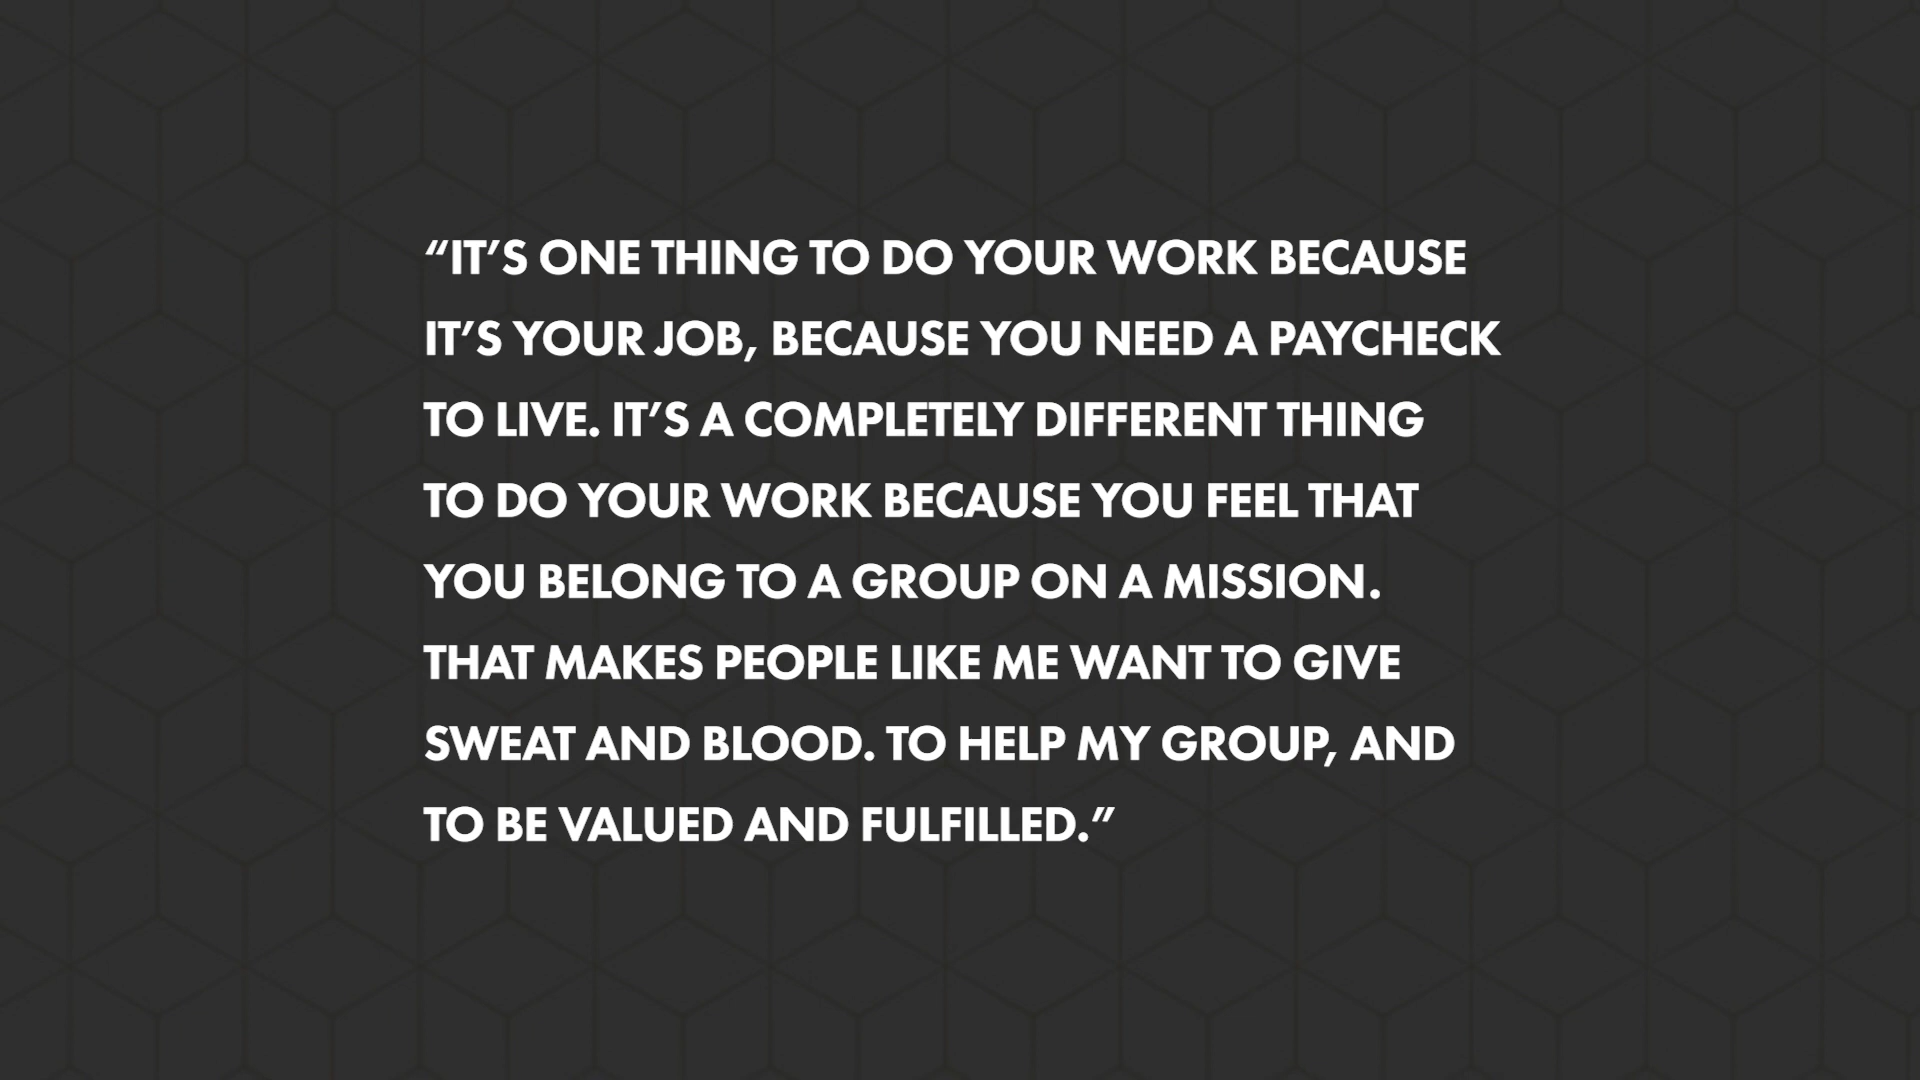 “IT’S ONE THING TO DO YOUR WORK BECAUSE
IT’S YOUR JOB, BECAUSE YOU NEED A PAYCHECK
TO LIVE. IT’S A COMPLETELY DIFFERENT THING
TO DO YOUR WORK BECAUSE YOU FEEL THAT
YOU BELONG TO A GROUP ON A MISSION.
THAT MAKES PEOPLE LIKE ME WANT TO GIVE
SWEAT AND BLOOD. TO HELP MY GROUP, AND
TO BE VALUED AND FULFILLED.”